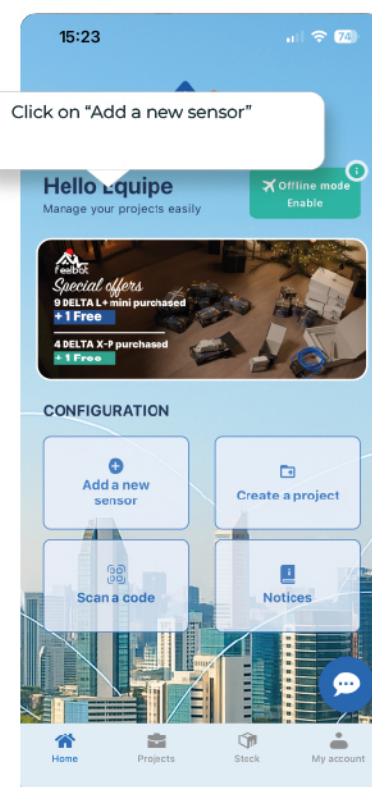 15:23
74
Click on “Add a new sensor”
Hello Equipe
Manage your projects easily
Offline mode
Enable
feelbat
Special offers
9 DELTA L+ mini purchased
+ 1 Free
4 DELTA X-P purchased
+ 1 Free
CONFIGURATION
Add a new
sensor
Create a project
Scan a code
Notices
Home
Projects
Stock
My account